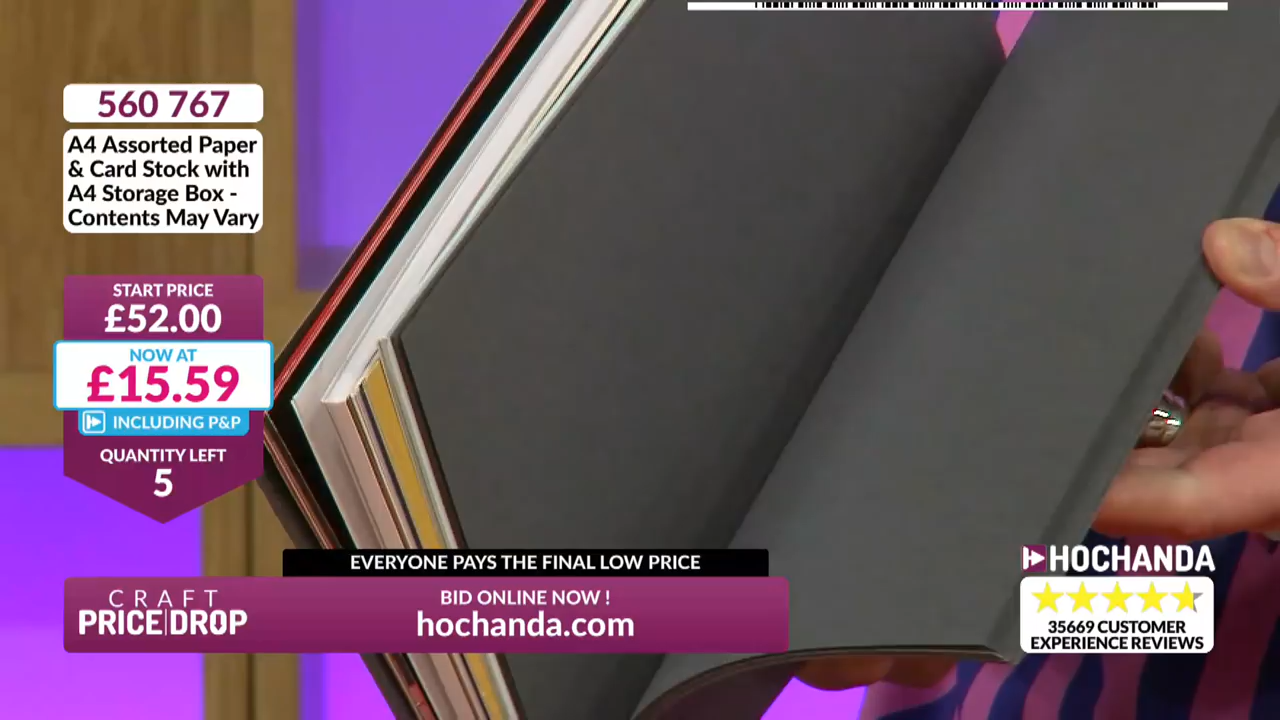 560 767
A4 Assorted Paper
& Card Stock with
A4 Storage Box -
Contents May Vary
START PRICE
£52.00
NOW AT
£15.59
INCLUDING P&P
QUANTITY LEFT
5
EVERYONE PAYS THE FINAL LOW PRICE
CRAFT
PRICE DROP
BID ONLINE NOW !
hochanda.com
HOCHANDA
35669 CUSTOMER
EXPERIENCE REVIEWS